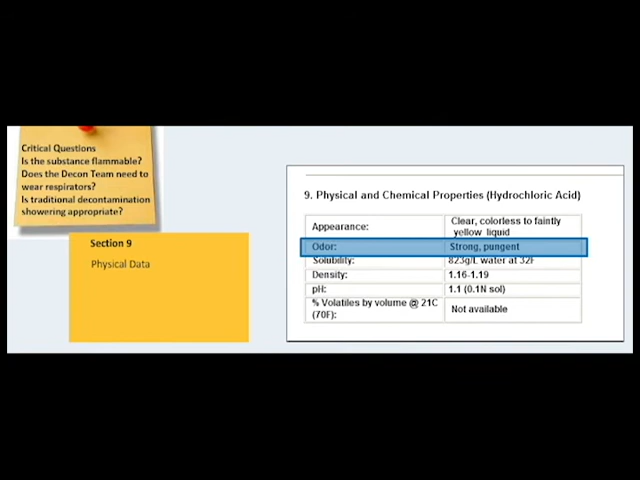 Critical Questions
Is the substance flammable?
Does the Decon Team need to
wear respirators?
Is traditional decontamination
showering appropriate?
Section 9
Physical Data
9. Physical and Chemical Properties (Hydrochloric Acid)
Appearance: Clear, colorless to faintly
yellow liquid
Odor: Strong, pungent
Solubility: 823g/L water at 32F
Density: 1.16-1.19
pH: 1.1 (0.1N sol)
% Volatiles by volume @ 21C
(70F): Not available